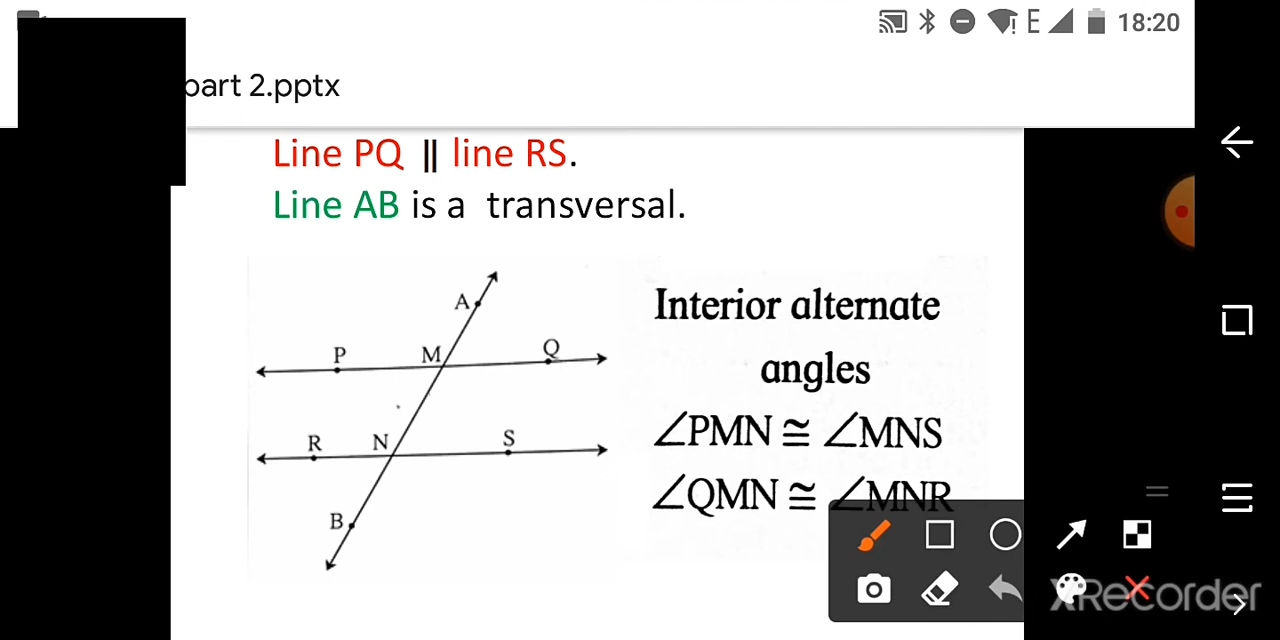 E 18:20
part 2.pptx
Line PQ || line RS.
Line AB is a transversal.
A
P
M
Q
R
N
S
B
Interior alternate
angles
∠PMN ≅ ∠MNS
∠QMN ≅ ∠MNR
XRecorder